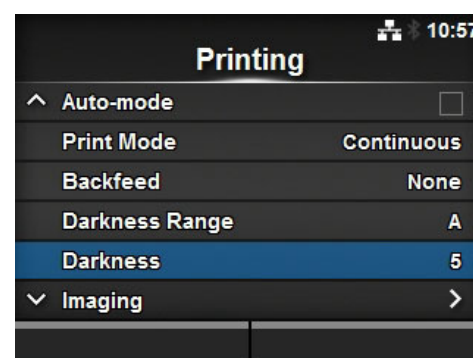 10:57
Printing
Auto-mode
Print Mode Continuous
Backfeed None
Darkness Range A
Darkness 5
Imaging